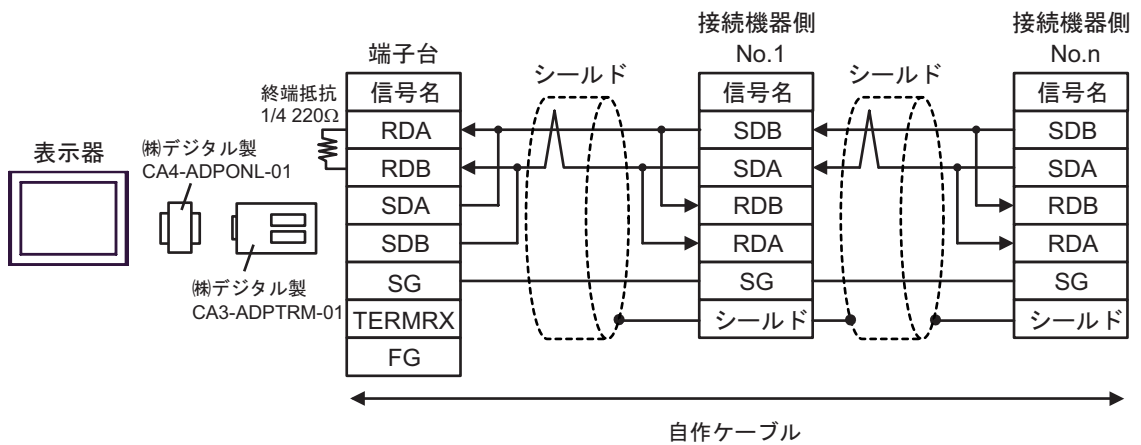 表示器
㈱デジタル製
CA4-ADPONL-01
㈱デジタル製
CA3-ADPTRM-01
終端抵抗
1/4 220Ω
端子台
信号名
RDA
RDB
SDA
SDB
SG
TERMRX
FG
シールド
接続機器側
No.1
信号名
SDB
SDA
RDB
RDA
SG
シールド
シールド
接続機器側
No.n
信号名
SDB
SDA
RDB
RDA
SG
シールド
自作ケーブル